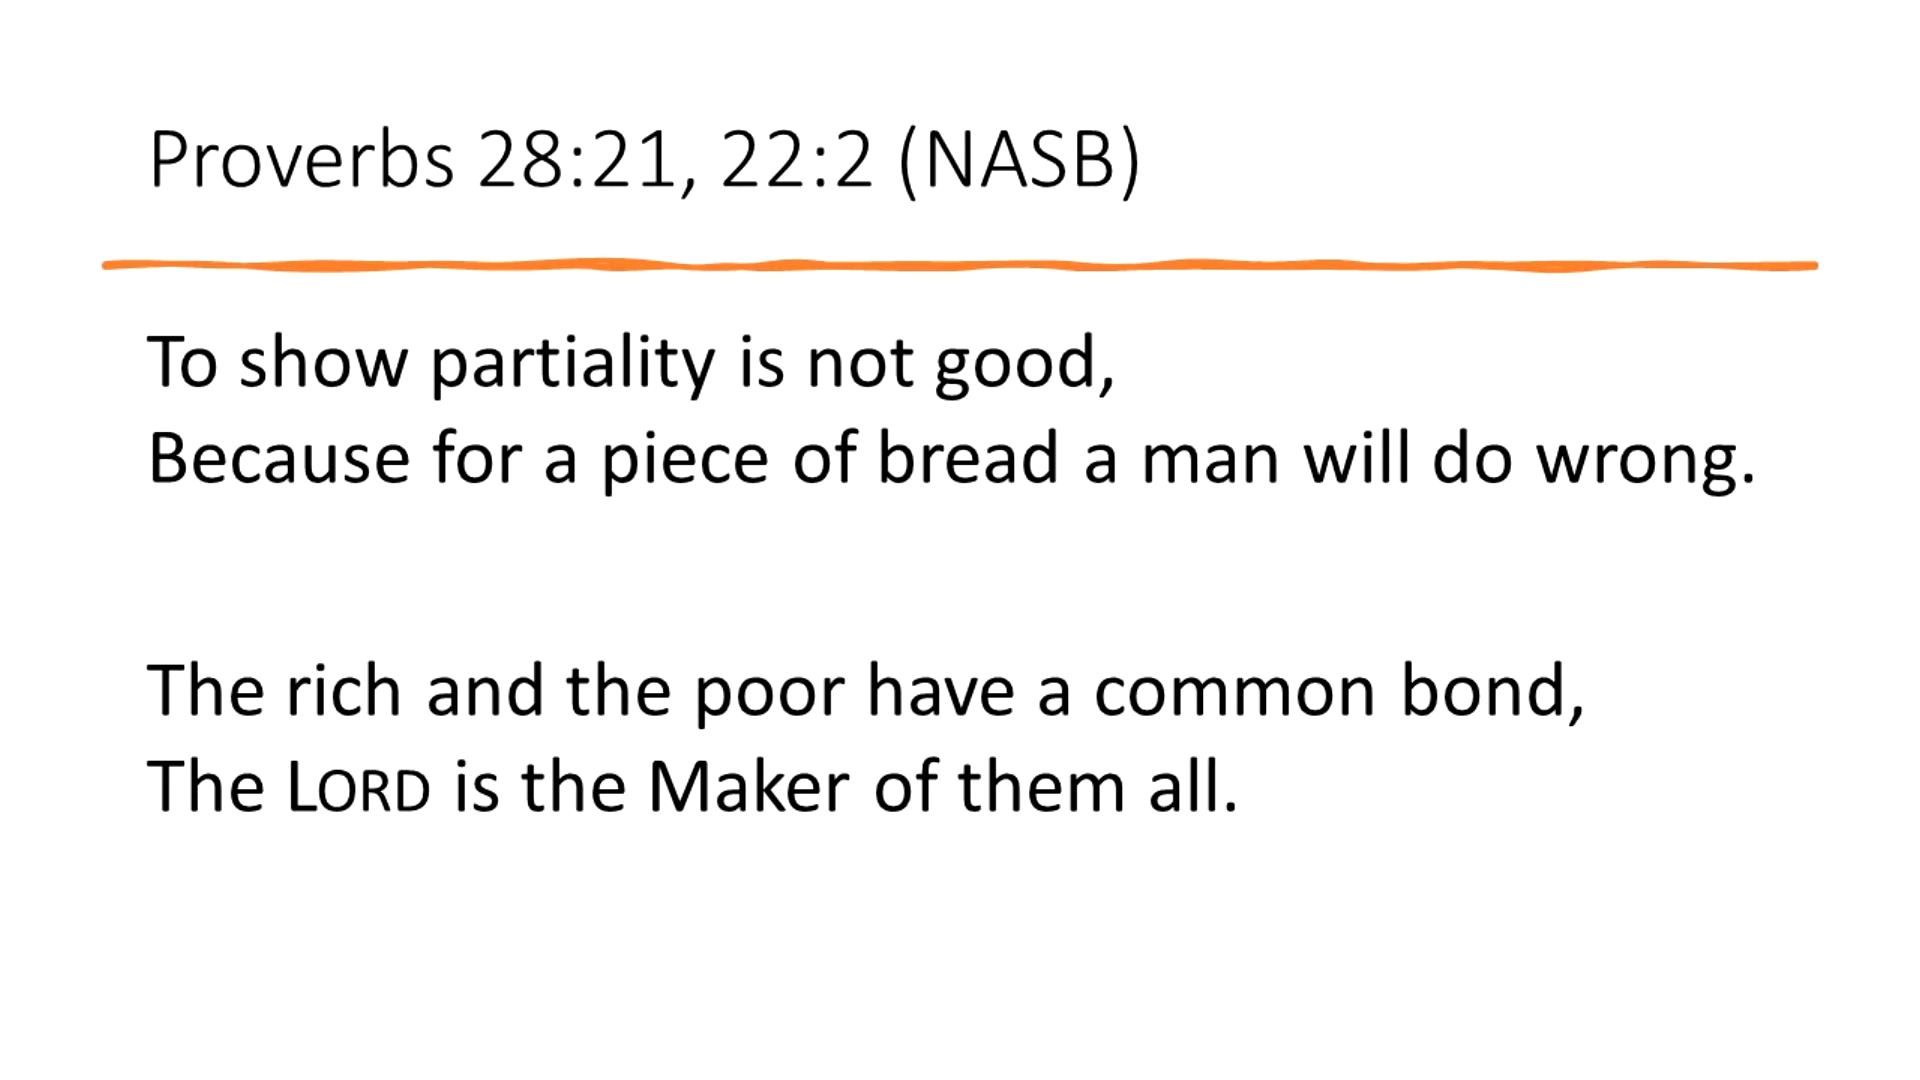 Proverbs 28:21, 22:2 (NASB)
To show partiality is not good,
Because for a piece of bread a man will do wrong.
The rich and the poor have a common bond,
The LORD is the Maker of them all.